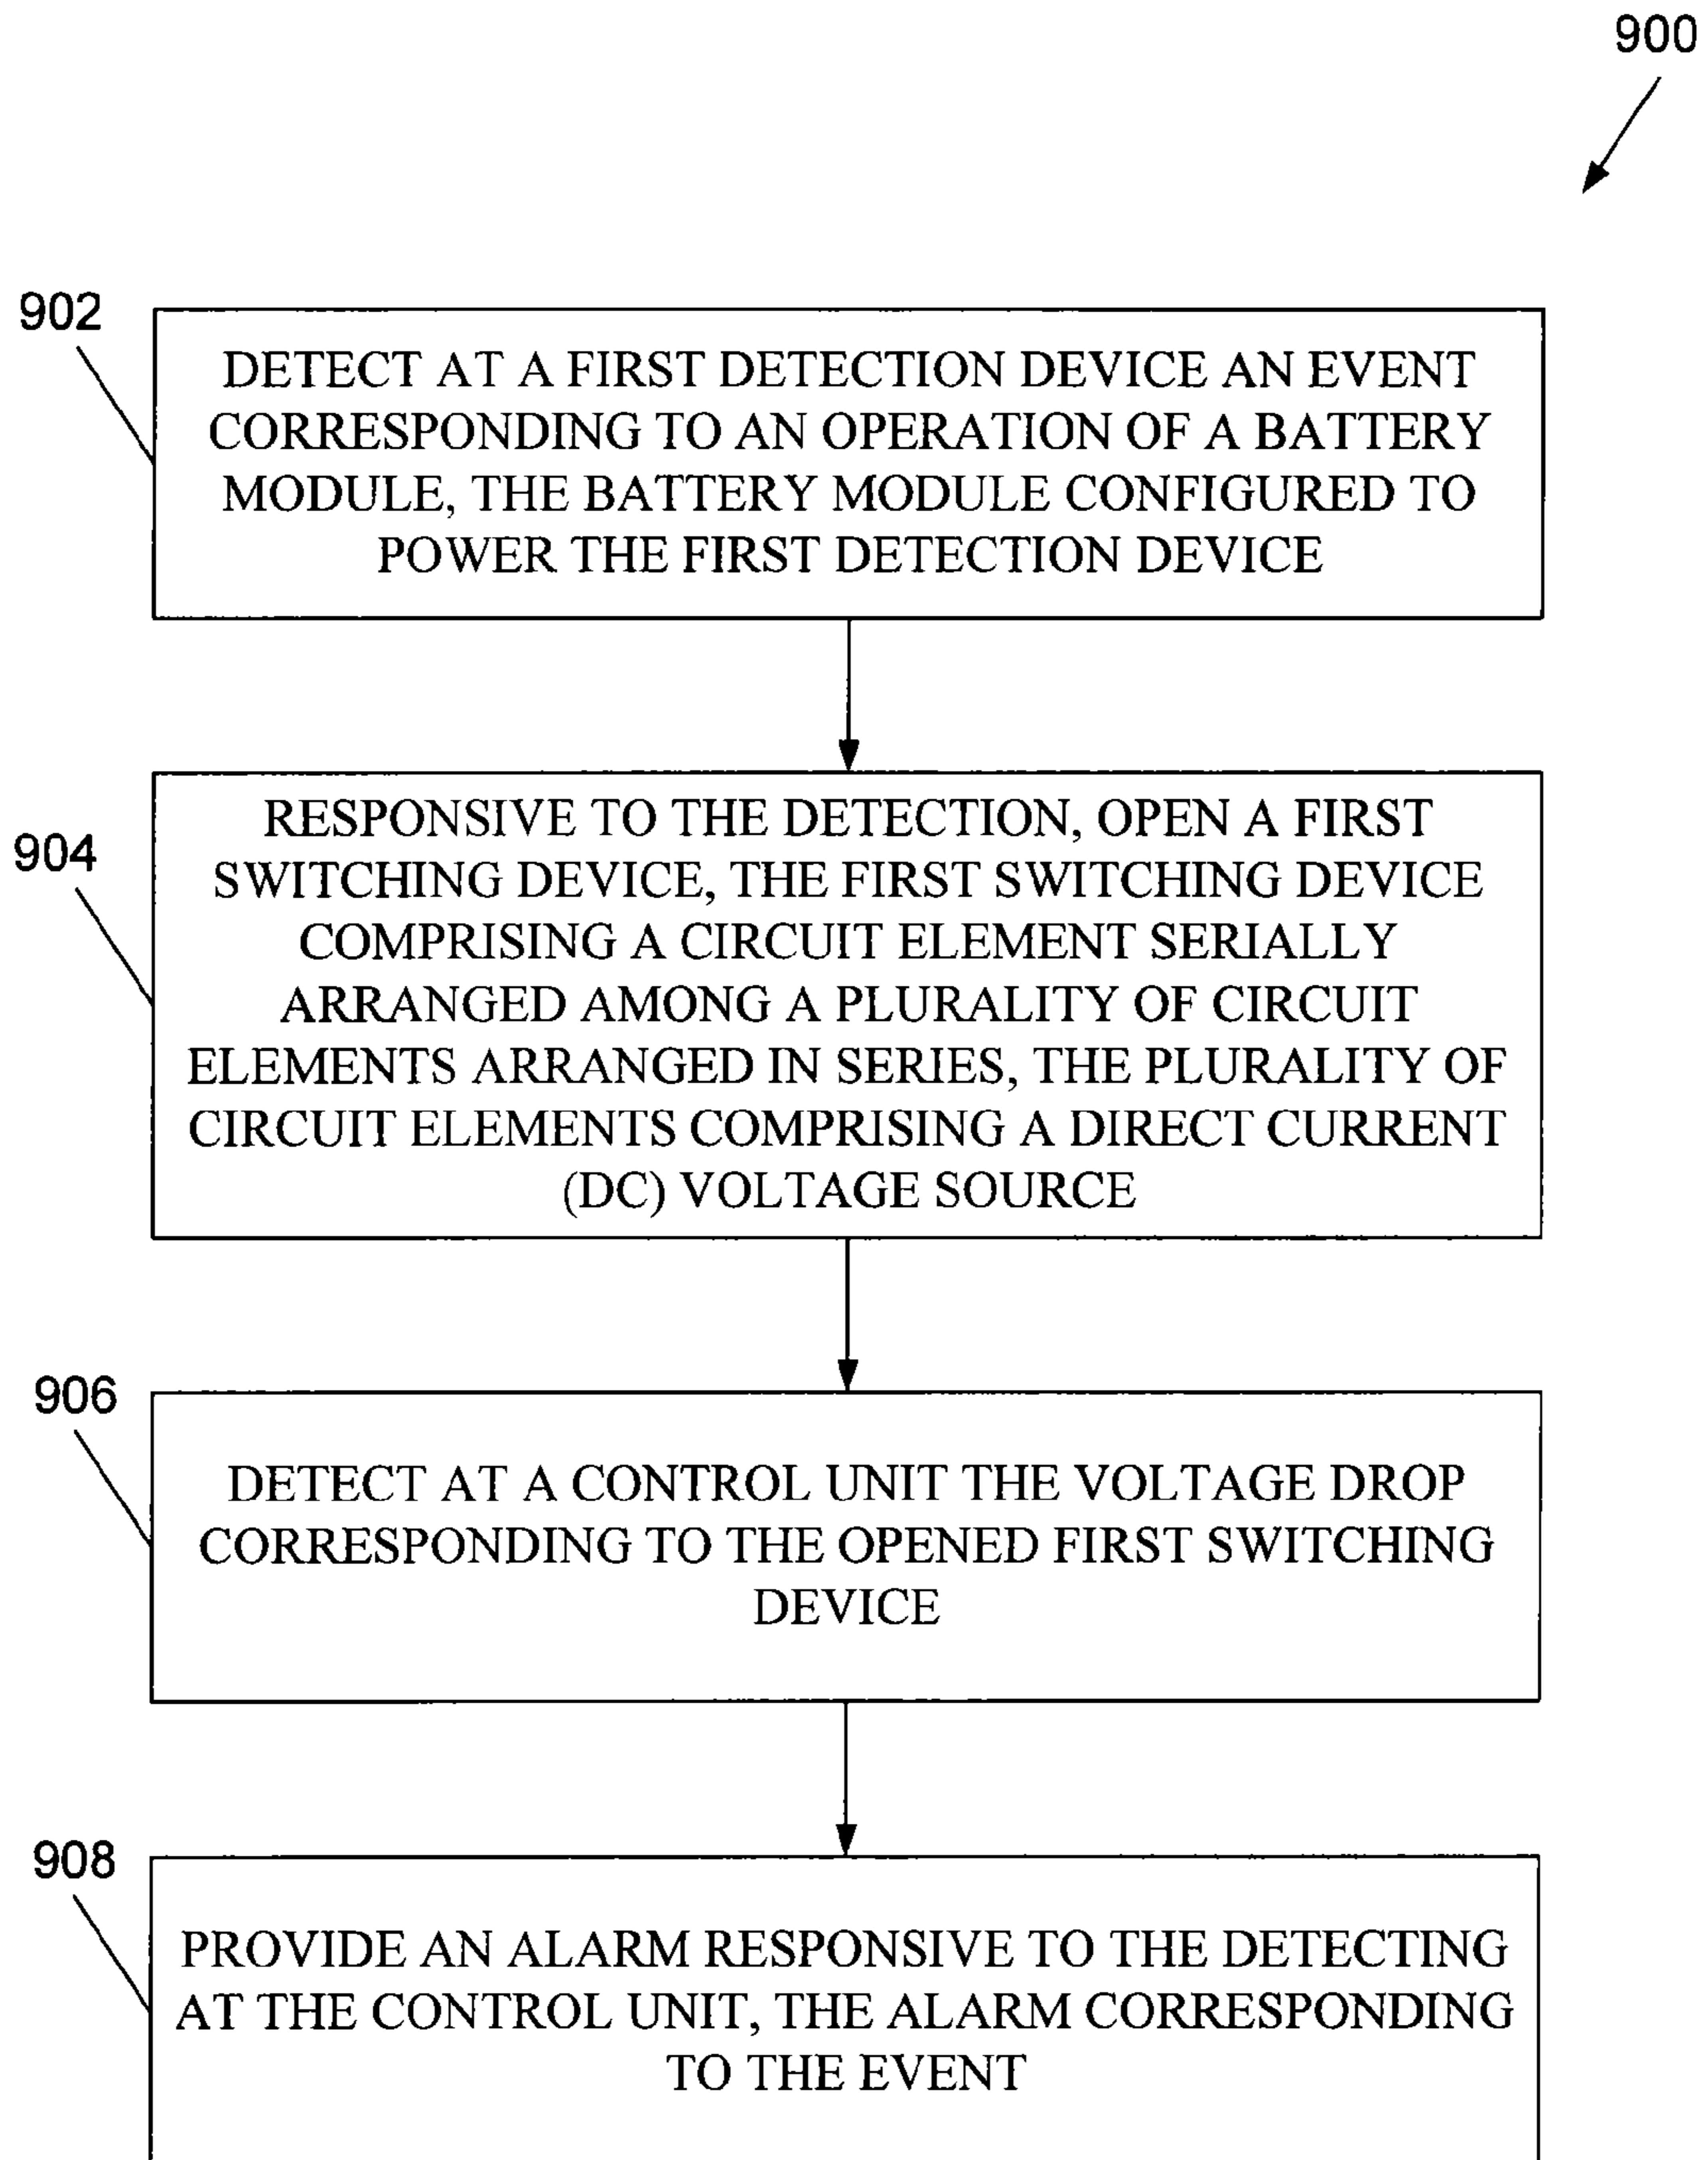 900
902
DETECT AT A FIRST DETECTION DEVICE AN EVENT
CORRESPONDING TO AN OPERATION OF A BATTERY
MODULE, THE BATTERY MODULE CONFIGURED TO
POWER THE FIRST DETECTION DEVICE
904
RESPONSIVE TO THE DETECTION, OPEN A FIRST
SWITCHING DEVICE, THE FIRST SWITCHING DEVICE
COMPRISING A CIRCUIT ELEMENT SERIALLY
ARRANGED AMONG A PLURALITY OF CIRCUIT
ELEMENTS ARRANGED IN SERIES, THE PLURALITY OF
CIRCUIT ELEMENTS COMPRISING A DIRECT CURRENT
(DC) VOLTAGE SOURCE
906
DETECT AT A CONTROL UNIT THE VOLTAGE DROP
CORRESPONDING TO THE OPENED FIRST SWITCHING
DEVICE
908
PROVIDE AN ALARM RESPONSIVE TO THE DETECTING
AT THE CONTROL UNIT, THE ALARM CORRESPONDING
TO THE EVENT